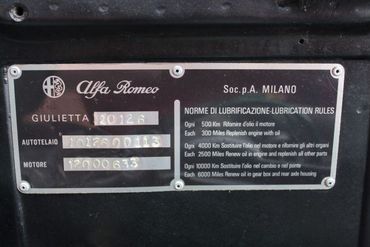 Alfa Romeo
Soc. p. A. MILANO
GIULIETTA 10126
AUTOTELAIO
MOTORE
NORME DI LUBRIFICAZIONE-LUBRICATION RULES
Ogni 500 Km Rifornire d'olio il motore
Each 300 Miles Replenish engine with oil
Ogni 4000 Km Sostituire l'olio nel motore e rifornire gli altri organi
Each 2500 Miles Renew oil in engine and replenish all other parts
Ogni 10000 Km Sostituire l'olio nel cambio e nel ponte
Each 6000 Miles Renew oil in gear box and rear axle housing